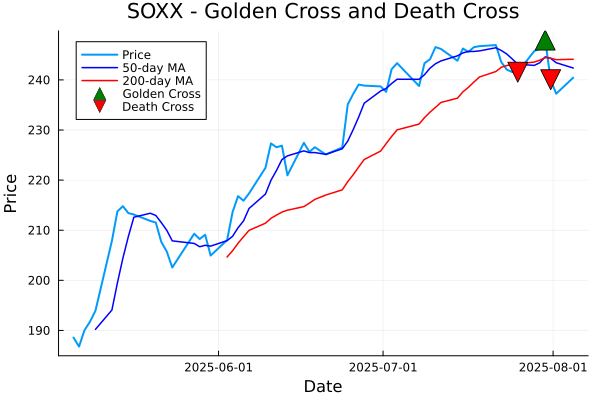 SOXX - Golden Cross and Death Cross
Price
50-day MA
200-day MA
Golden Cross
Death Cross
240
230
220
210
200
190
Price
2025-06-01
2025-07-01
2025-08-01
Date